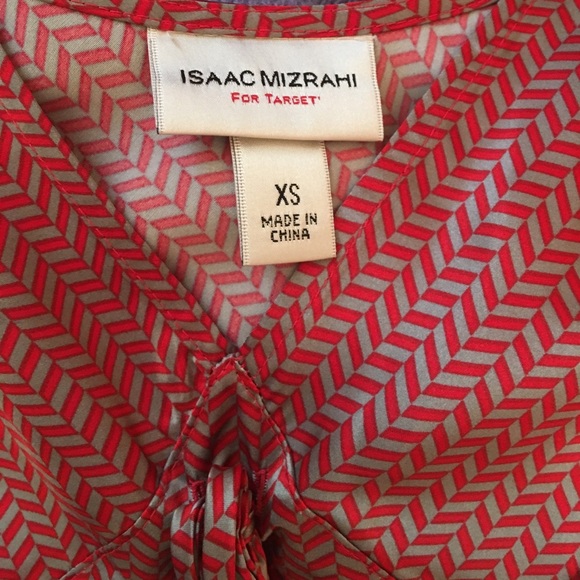 ISAAC MIZRAHI
FOR TARGET
XS
MADE IN
CHINA